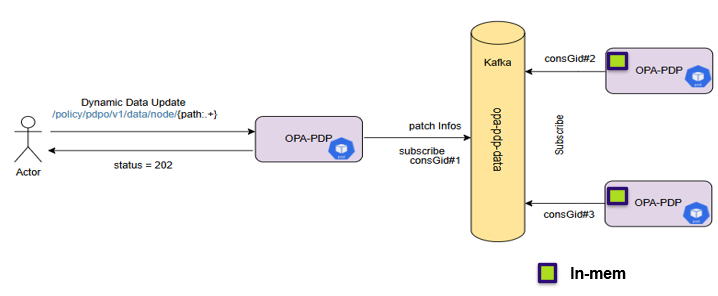 Dynamic Data Update
/policy/pdpo/v1/data/node/{path:.+}
status = 202
Actor
OPA-PDP
patch Infos
subscribe
consGid#1
Kafka
opa-pdp-data
Subscribe
consGid#2
OPA-PDP
consGid#3
OPA-PDP
In-mem